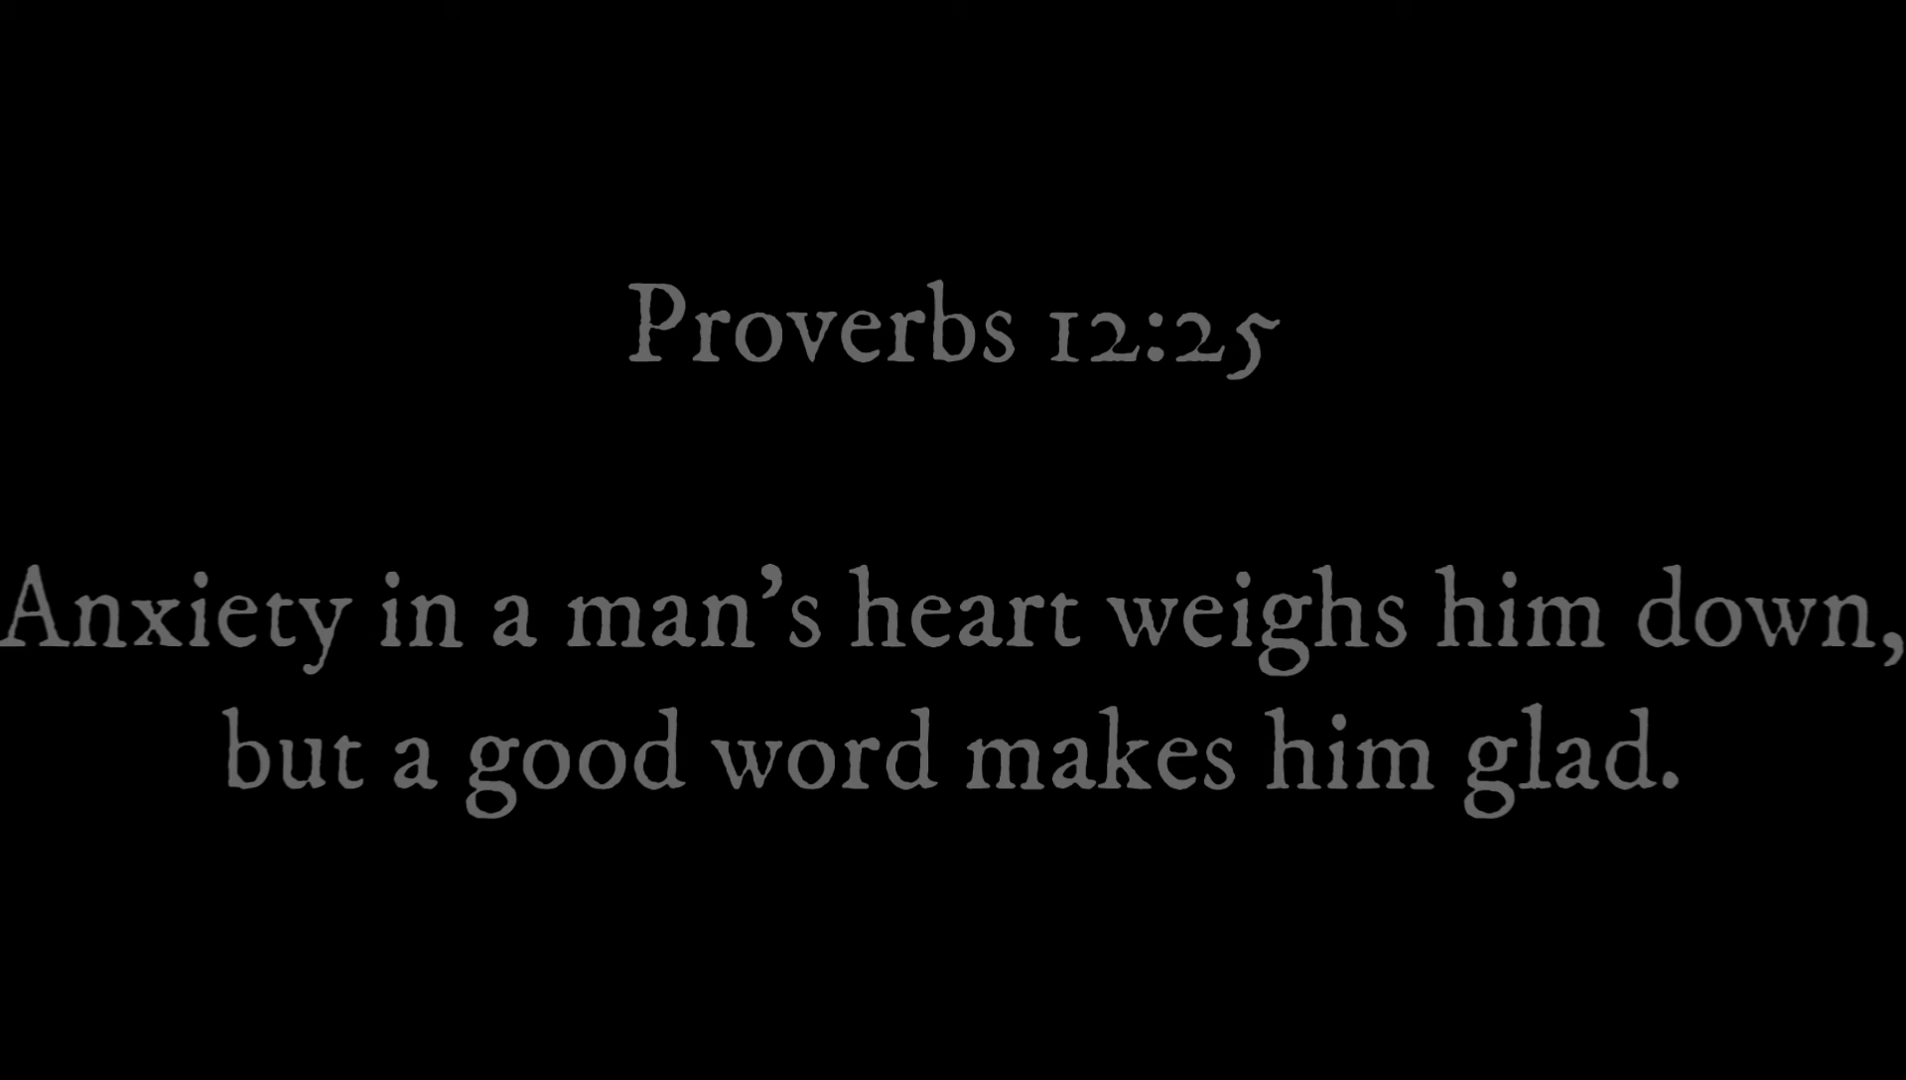 Proverbs 12:25
Anxiety in a man’s heart weighs him down,
but a good word makes him glad.